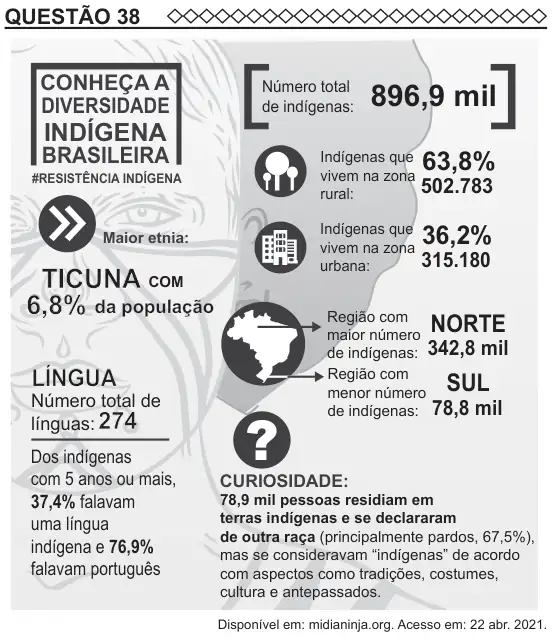 QUESTÃO 38
CONHEÇA A
DIVERSIDADE
INDÍGENA
BRASILEIRA
#RESISTÊNCIA INDÍGENA
Número total
de indígenas:
896,9 mil
Indígenas que
vivem na zona
rural:
63,8%
502.783
Maior etnia:
TICUNA COM
6,8% da população
Indígenas que
vivem na zona
urbana:
36,2%
315.180
Região com
maior número
de indígenas:
NORTE
342,8 mil
Região com
menor número
de indígenas:
SUL
78,8 mil
LÍNGUA
Número total de
línguas: 274
Dos indígenas
com 5 anos ou mais,
37,4% falavam
uma língua
indígena e 76,9%
falavam português
?
CURIOSIDADE:
78,9 mil pessoas residiam em
terras indígenas e se declararam
de outra raça (principalmente pardos, 67,5%),
mas se consideravam “indígenas” de acordo
com aspectos como tradições, costumes,
cultura e antepassados.
Disponível em: midianinja.org. Acesso em: 22 abr. 2021.